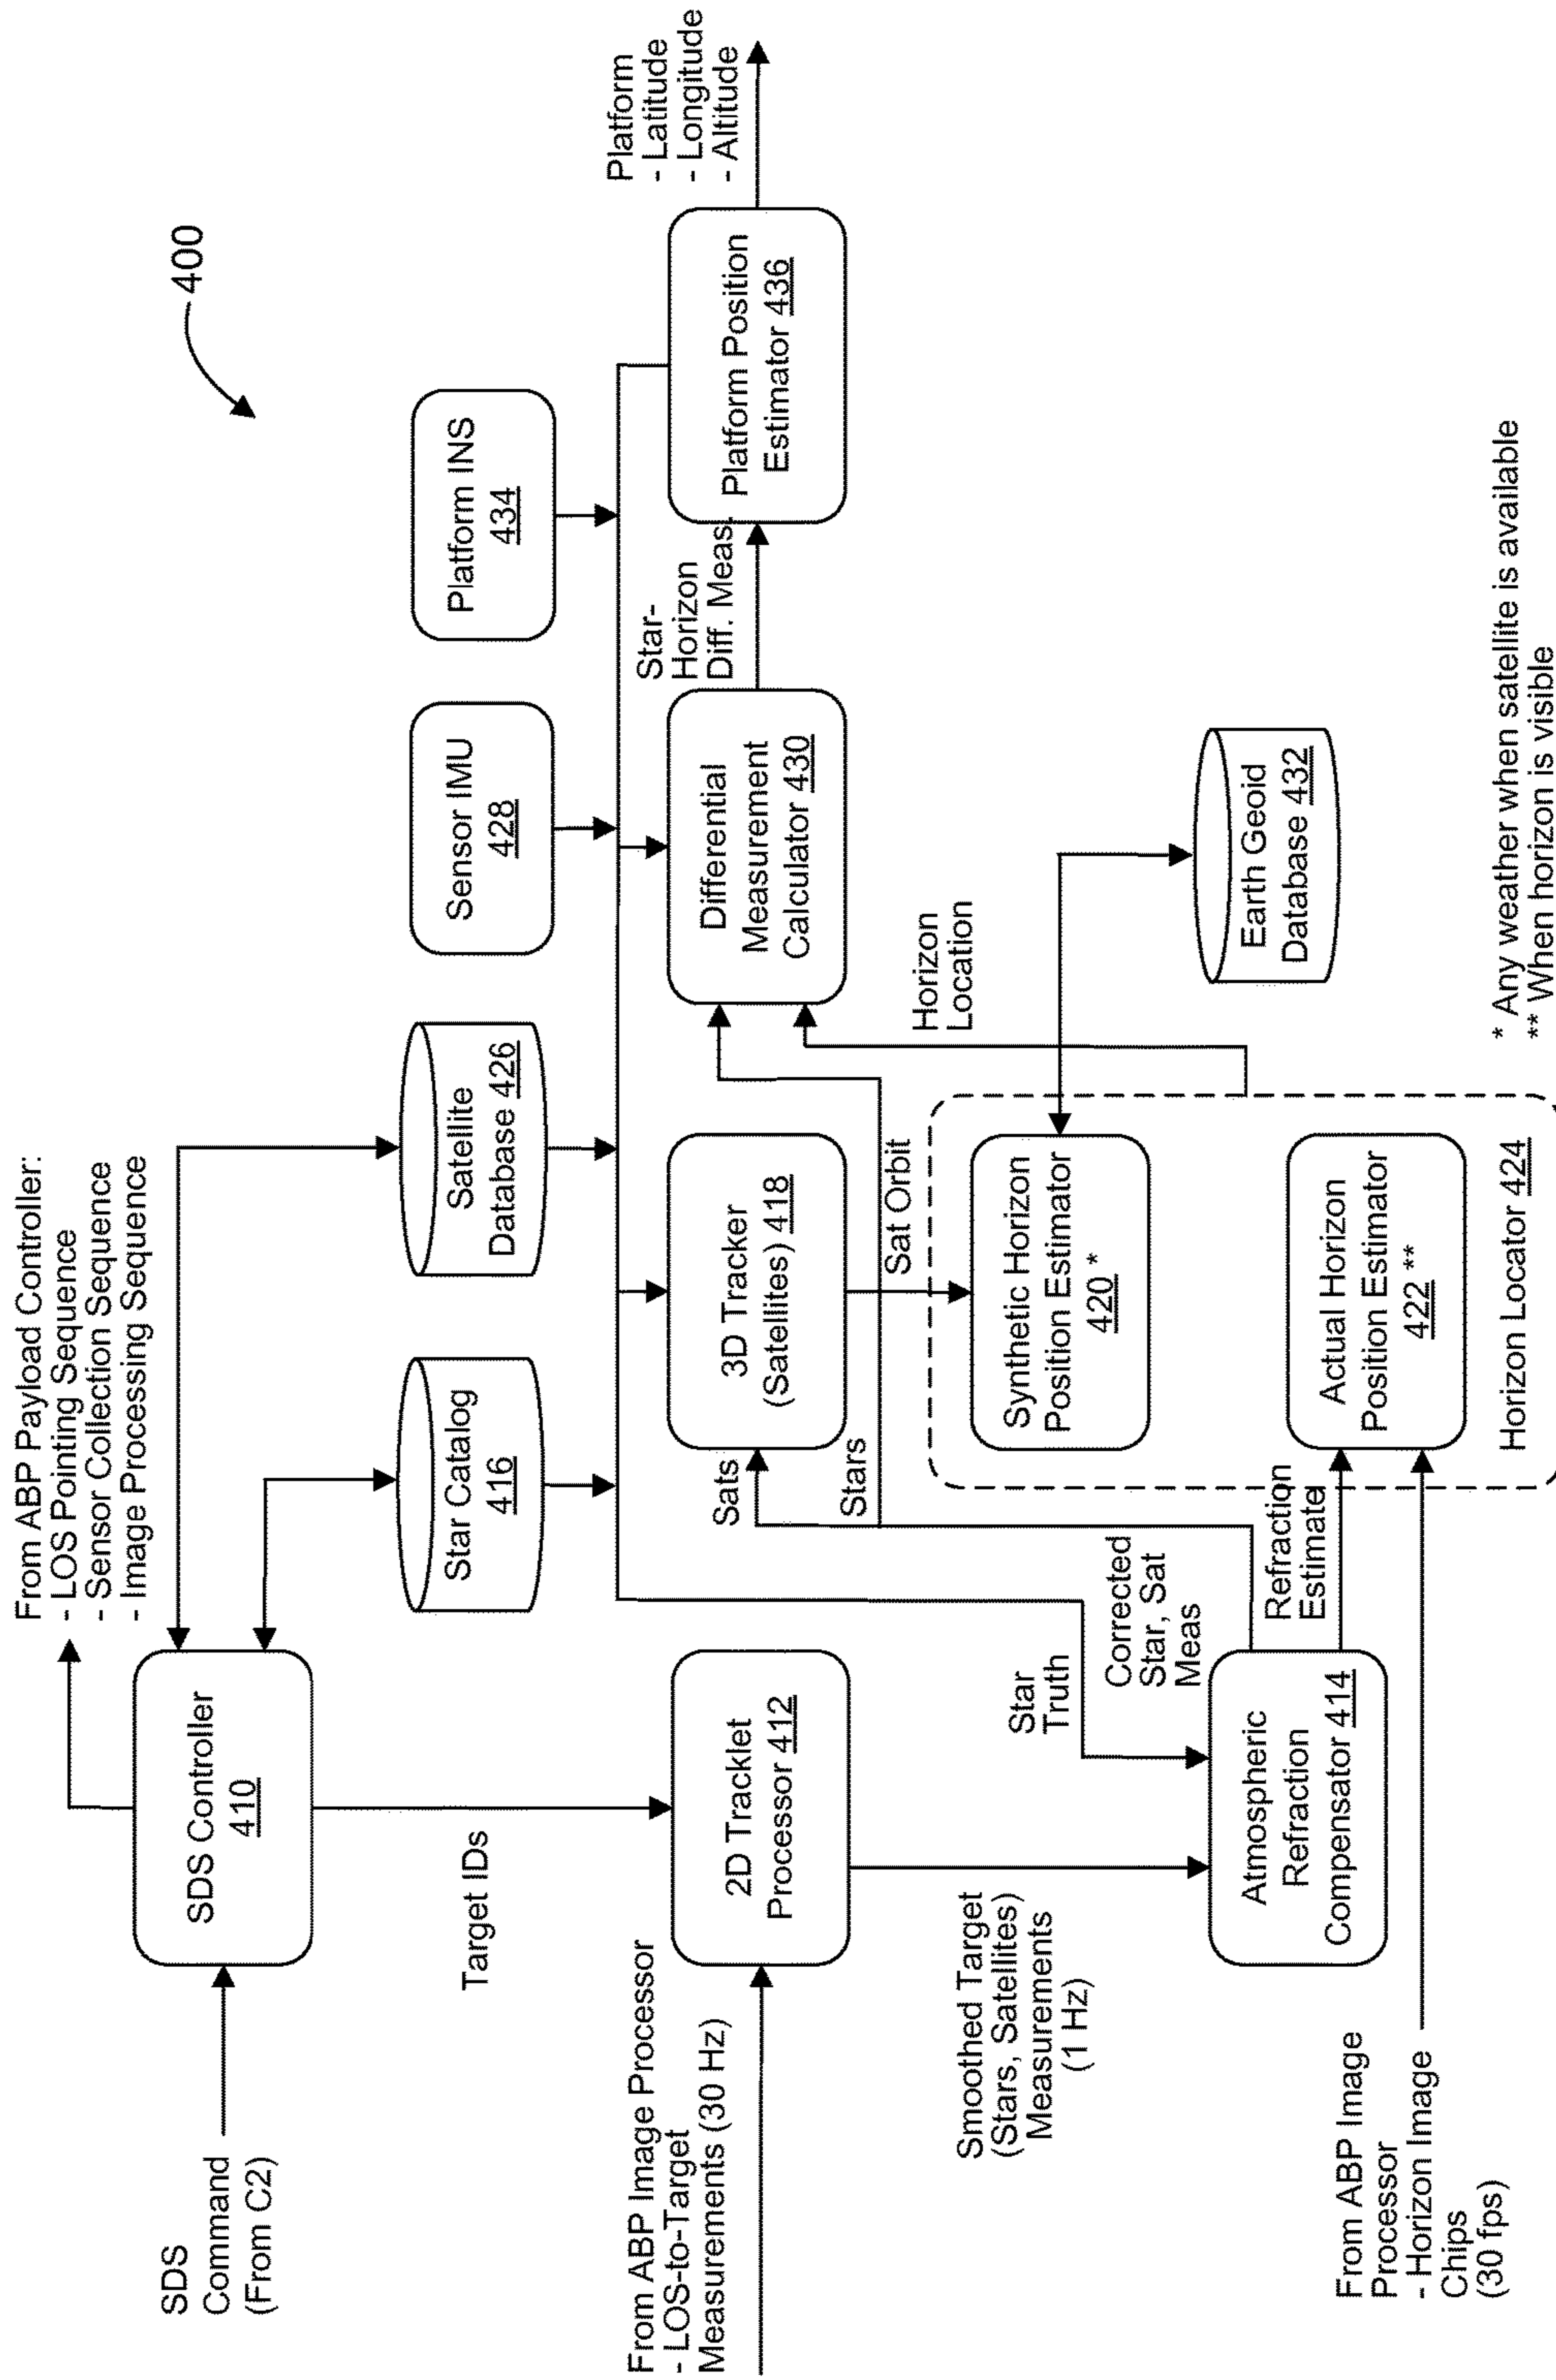 400
From ABP Payload Controller:
- LOS Pointing Sequence
- Sensor Collection Sequence
- Image Processing Sequence
SDS
Command
(From C2)
SDS Controller
410
Star Catalog
416
Satellite
Database 426
Sensor IMU
428
Platform INS
434
Target IDs
From ABP Image Processor
- LOS-to-Target
Measurements (30 Hz)
2D Tracklet
Processor 412
Sats
3D Tracker
(Satellites) 418
Differential
Measurement
Calculator 430
Star-
Horizon
Diff. Meas.
Platform Position
Estimator 436
Platform
- Latitude
- Longitude
- Altitude
Stars
Sat Orbit
Horizon
Location
Smoothed Target
(Stars, Satellites)
Measurements
(1 Hz)
Star
Truth
Corrected
Star, Sat
Meas
Synthetic Horizon
Position Estimator
420 *
Earth Geoid
Database 432
Atmospheric
Refraction
Compensator 414
Refraction
Estimate
Actual Horizon
Position Estimator
422 **
From ABP Image
Processor
- Horizon Image
Chips
(30 fps)
Horizon Locator 424
* Any weather when satellite is available
** When horizon is visible